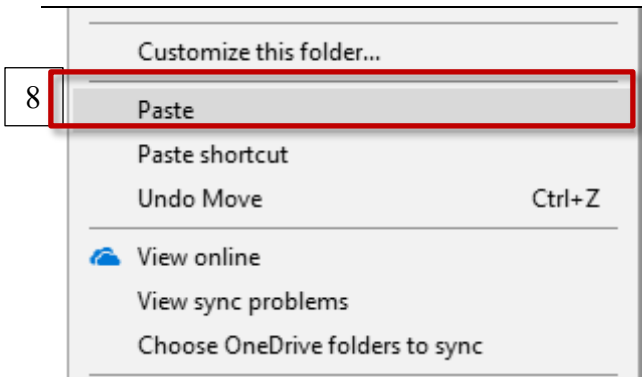 Customize this folder...
8
Paste
Paste shortcut
Undo Move Ctrl+Z
View online
View sync problems
Choose OneDrive folders to sync